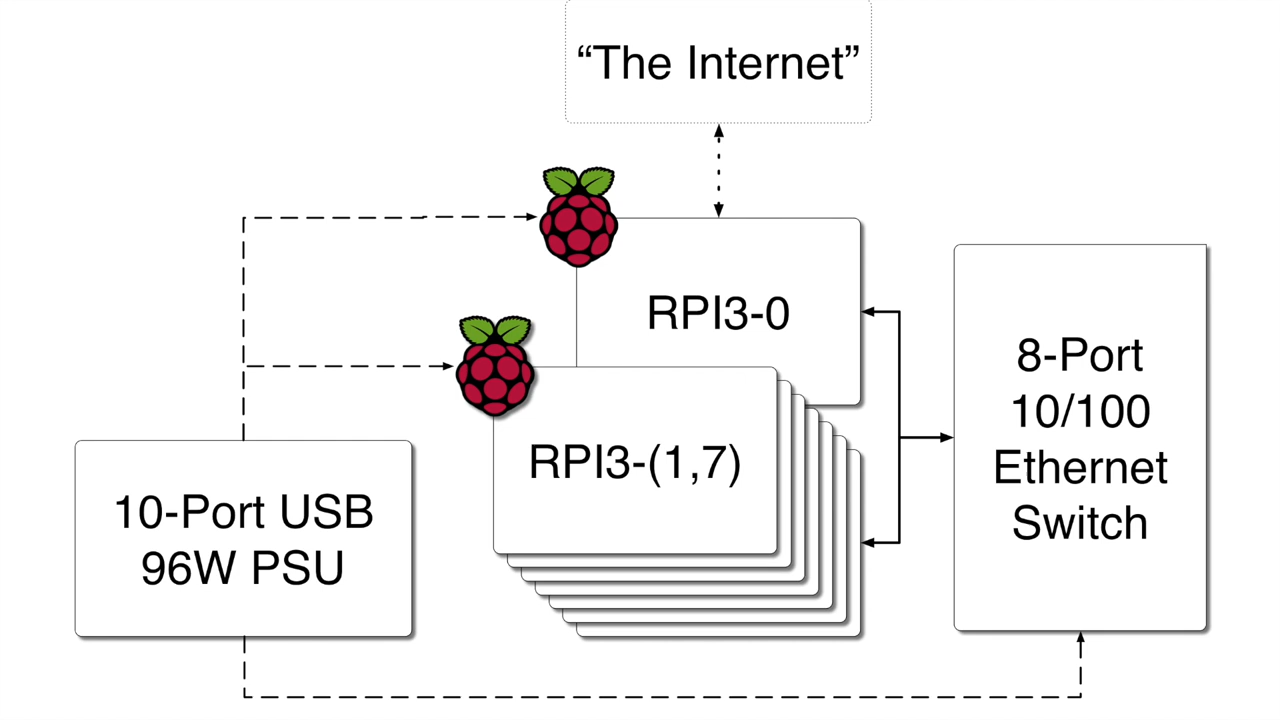 “The Internet”
RPI3-0
RPI3-(1,7)
8-Port
10/100
Ethernet
Switch
10-Port USB
96W PSU